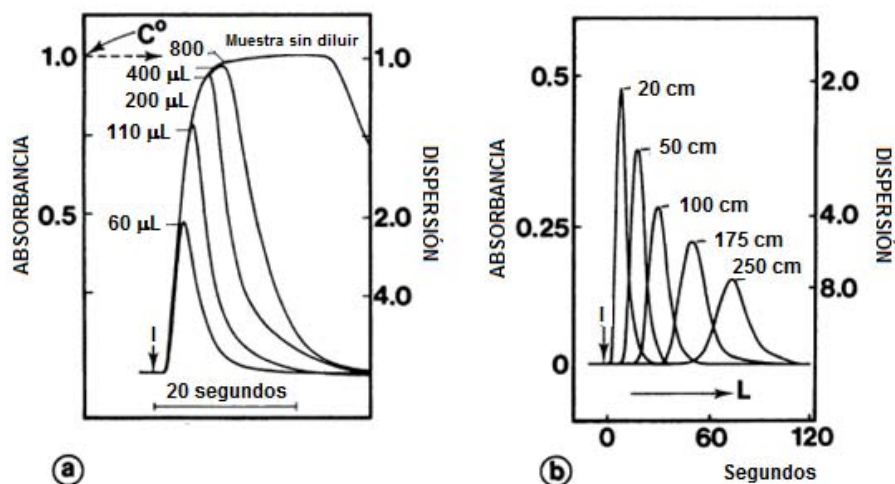 C°
Muestra sin diluir
1.0
800
1.0
400 µL
200 µL
110 µL
ABSORBANCIA
DISPERSIÓN
0.5
60 µL
2.0
4.0
I
20 segundos
a
0.5
20 cm
2.0
50 cm
ABSORBANCIA
DISPERSIÓN
0.25
100 cm
4.0
175 cm
250 cm
8.0
I
0
L
0
60
120
b
Segundos